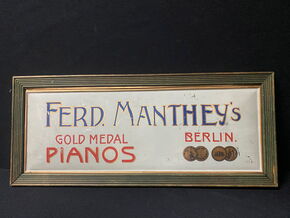 FERD. MANTHEY'S
GOLD MEDAL BERLIN.
PIANOS